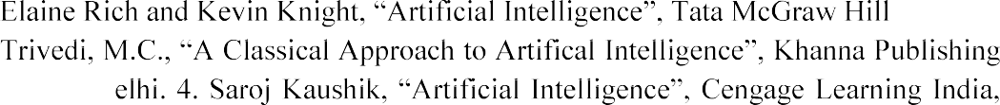 Elaine Rich and Kevin Knight, “Artificial Intelligence”, Tata McGraw Hill
Trivedi, M.C., “A Classical Approach to Artifical Intelligence”, Khanna Publishing
elhi. 4. Saroj Kaushik, “Artificial Intelligence”, Cengage Learning India,